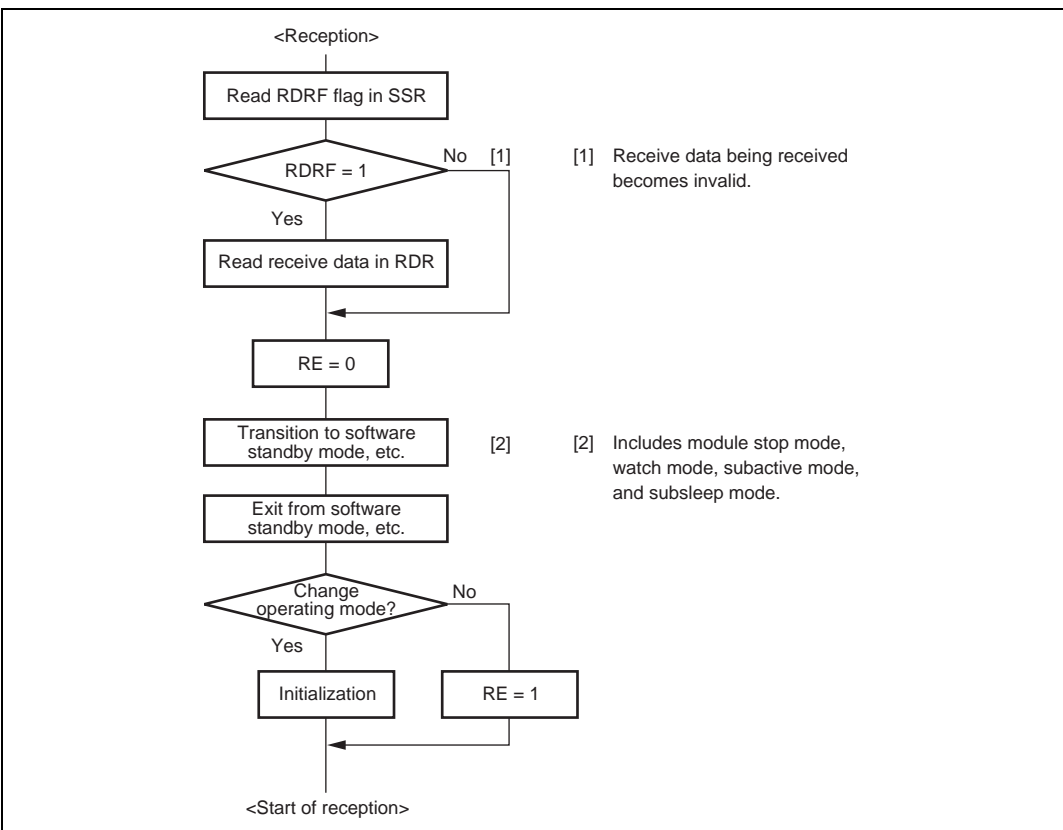 <Reception>
Read RDRF flag in SSR
RDRF = 1
No [1]
[1] Receive data being received
becomes invalid.
Yes
Read receive data in RDR
RE = 0
Transition to software
standby mode, etc.
[2]
[2] Includes module stop mode,
watch mode, subactive mode,
and subsleep mode.
Exit from software
standby mode, etc.
Change
operating mode?
No
Yes
Initialization
RE = 1
<Start of reception>